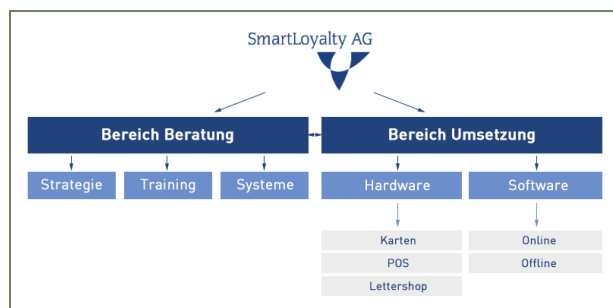 SmartLoyalty AG
Bereich Beratung
Bereich Umsetzung
Strategie
Training
Systeme
Hardware
Software
Karten
Online
POS
Offline
Lettershop